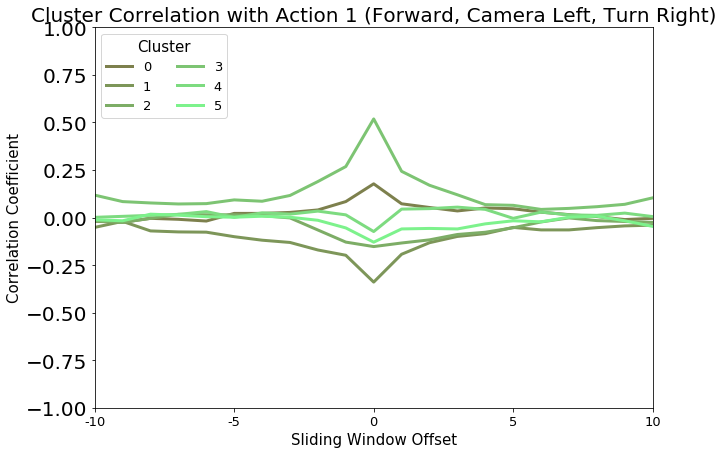 Cluster Correlation with Action 1 (Forward, Camera Left, Turn Right)
Correlation Coefficient
1.00
0.75
0.50
0.25
0.00
−0.25
−0.50
−0.75
−1.00
Cluster
0 3
1 4
2 5
-10 -5 0 5 10
Sliding Window Offset